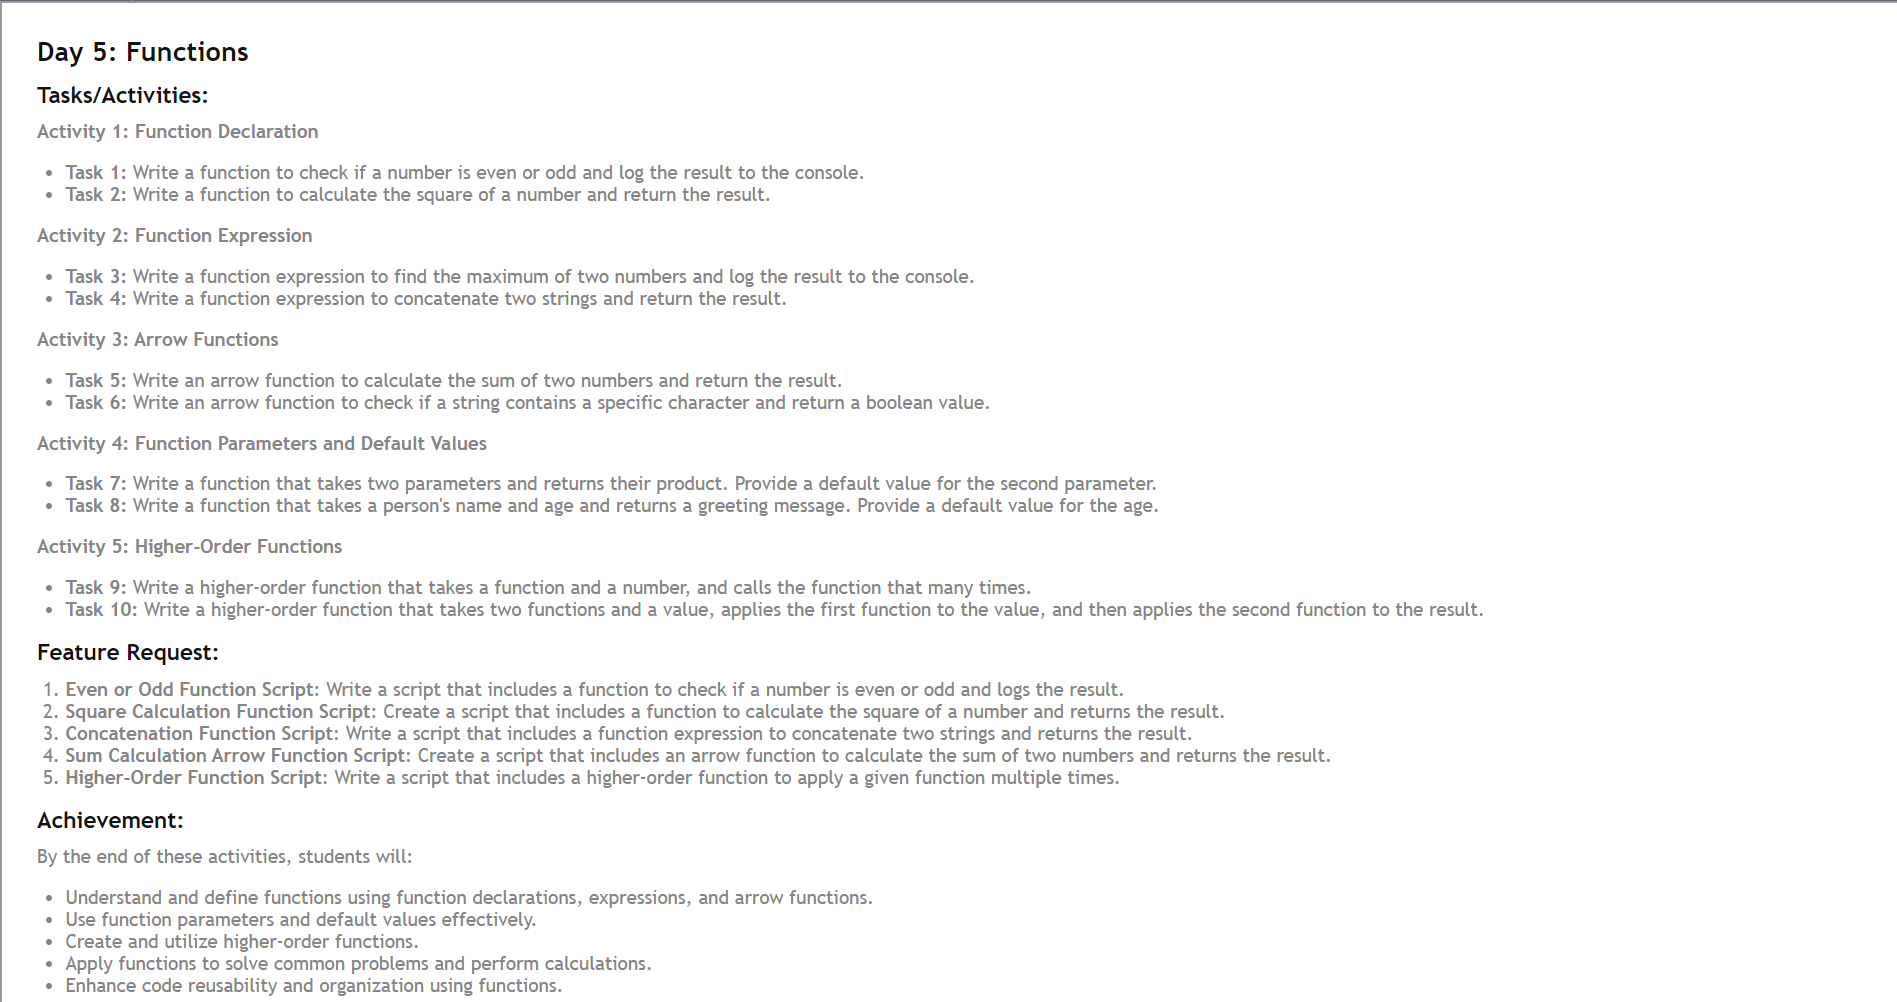 Day 5: Functions
Tasks/Activities:
Activity 1: Function Declaration
• Task 1: Write a function to check if a number is even or odd and log the result to the console.
• Task 2: Write a function to calculate the square of a number and return the result.
Activity 2: Function Expression
• Task 3: Write a function expression to find the maximum of two numbers and log the result to the console.
• Task 4: Write a function expression to concatenate two strings and return the result.
Activity 3: Arrow Functions
• Task 5: Write an arrow function to calculate the sum of two numbers and return the result.
• Task 6: Write an arrow function to check if a string contains a specific character and return a boolean value.
Activity 4: Function Parameters and Default Values
• Task 7: Write a function that takes two parameters and returns their product. Provide a default value for the second parameter.
• Task 8: Write a function that takes a person's name and age and returns a greeting message. Provide a default value for the age.
Activity 5: Higher-Order Functions
• Task 9: Write a higher-order function that takes a function and a number, and calls the function that many times.
• Task 10: Write a higher-order function that takes two functions and a value, applies the first function to the value, and then applies the second function to the result.
Feature Request:
1. Even or Odd Function Script: Write a script that includes a function to check if a number is even or odd and logs the result.
2. Square Calculation Function Script: Create a script that includes a function to calculate the square of a number and returns the result.
3. Concatenation Function Script: Write a script that includes a function expression to concatenate two strings and returns the result.
4. Sum Calculation Arrow Function Script: Create a script that includes an arrow function to calculate the sum of two numbers and returns the result.
5. Higher-Order Function Script: Write a script that includes a higher-order function to apply a given function multiple times.
Achievement:
By the end of these activities, students will:
• Understand and define functions using function declarations, expressions, and arrow functions.
• Use function parameters and default values effectively.
• Create and utilize higher-order functions.
• Apply functions to solve common problems and perform calculations.
• Enhance code reusability and organization using functions.